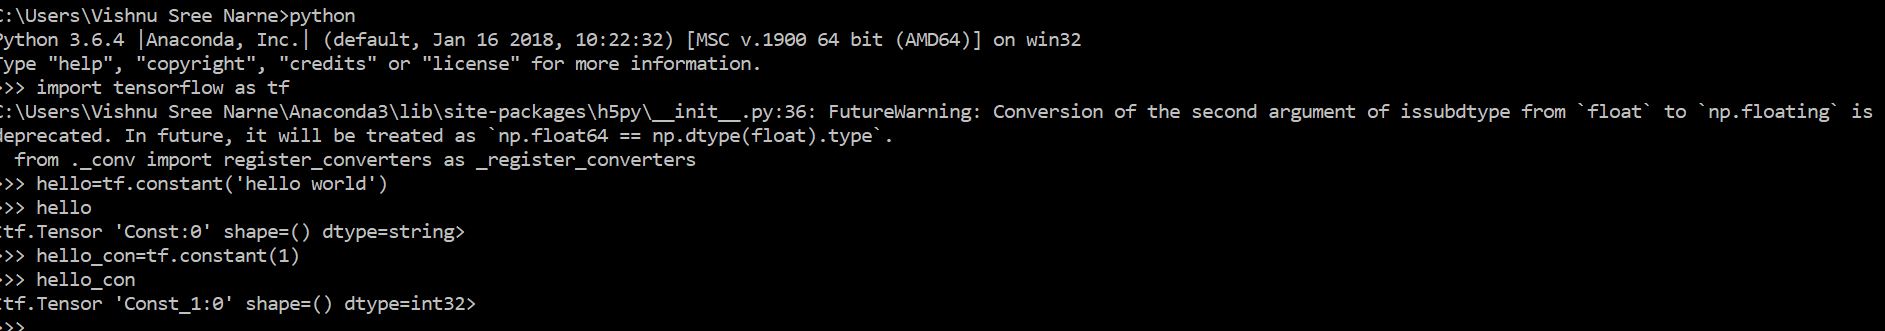 C:\Users\Vishnu Sree Narne>python
Python 3.6.4 |Anaconda, Inc.| (default, Jan 16 2018, 10:22:32) [MSC v.1900 64 bit (AMD64)] on win32
Type "help", "copyright", "credits" or "license" for more information.
>>> import tensorflow as tf
C:\Users\Vishnu Sree Narne\Anaconda3\lib\site-packages\h5py\__init__.py:36: FutureWarning: Conversion of the second argument of issubdtype from `float` to `np.floating` is
deprecated. In future, it will be treated as `np.float64 == np.dtype(float).type`.
from ._conv import register_converters as _register_converters
>>> hello=tf.constant('hello world')
>>> hello
<tf.Tensor 'Const:0' shape=() dtype=string>
>>> hello_con=tf.constant(1)
>>> hello_con
<tf.Tensor 'Const_1:0' shape=() dtype=int32>
>>>